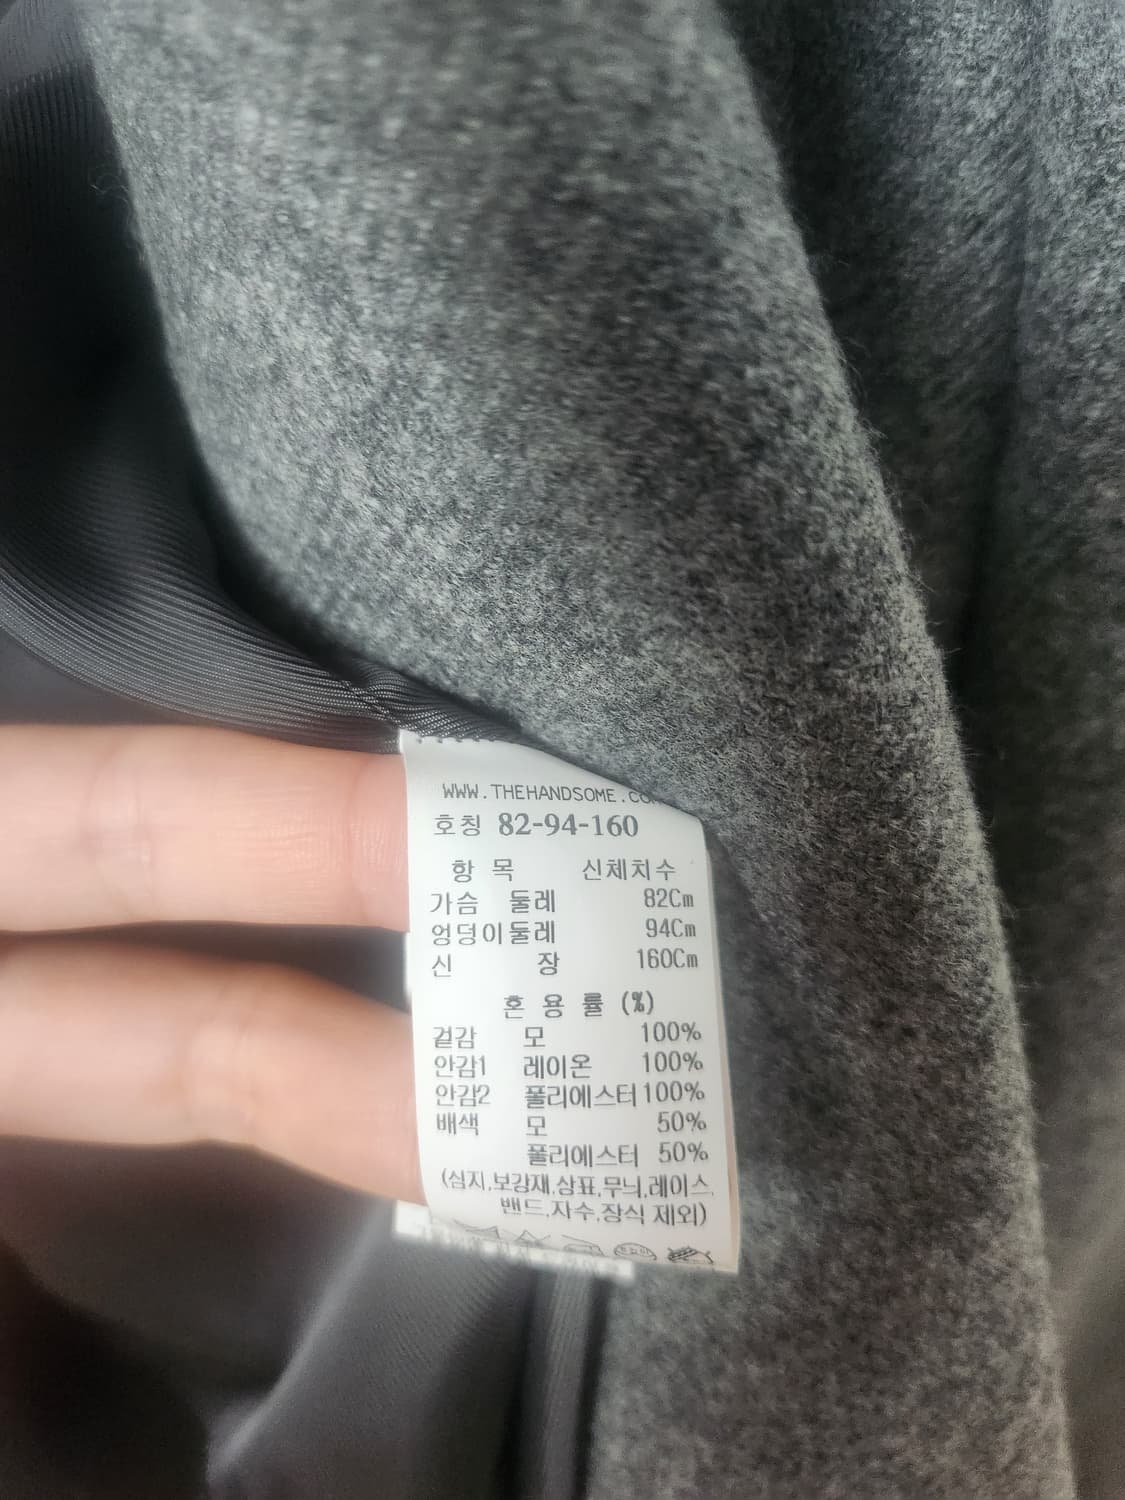 WWW.THEHANDSOME.COM
호칭 82-94-160
항 목 신체치수
가슴 둘레 82Cm
엉덩이둘레 94Cm
신 장 160Cm
혼 용 률 (%)
겉감 모 100%
안감1 레이온 100%
안감2 폴리에스터 100%
배색 모 50%
폴리에스터 50%
(심지,보강재,상표,무늬,레이스,
밴드,자수,장식 제외)